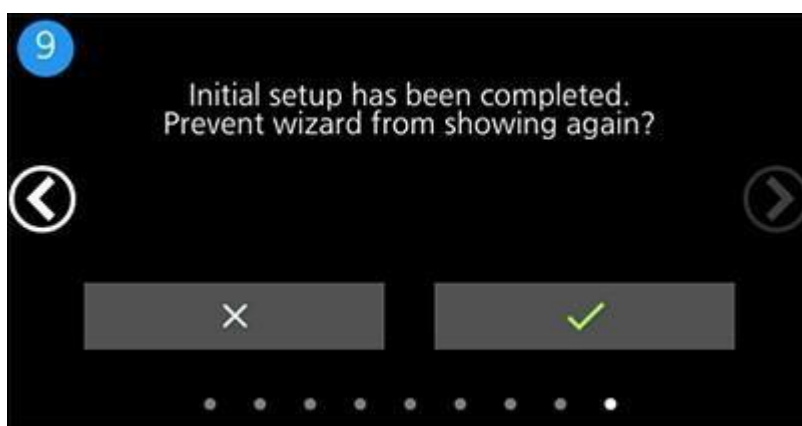 9
Initial setup has been completed.
Prevent wizard from showing again?